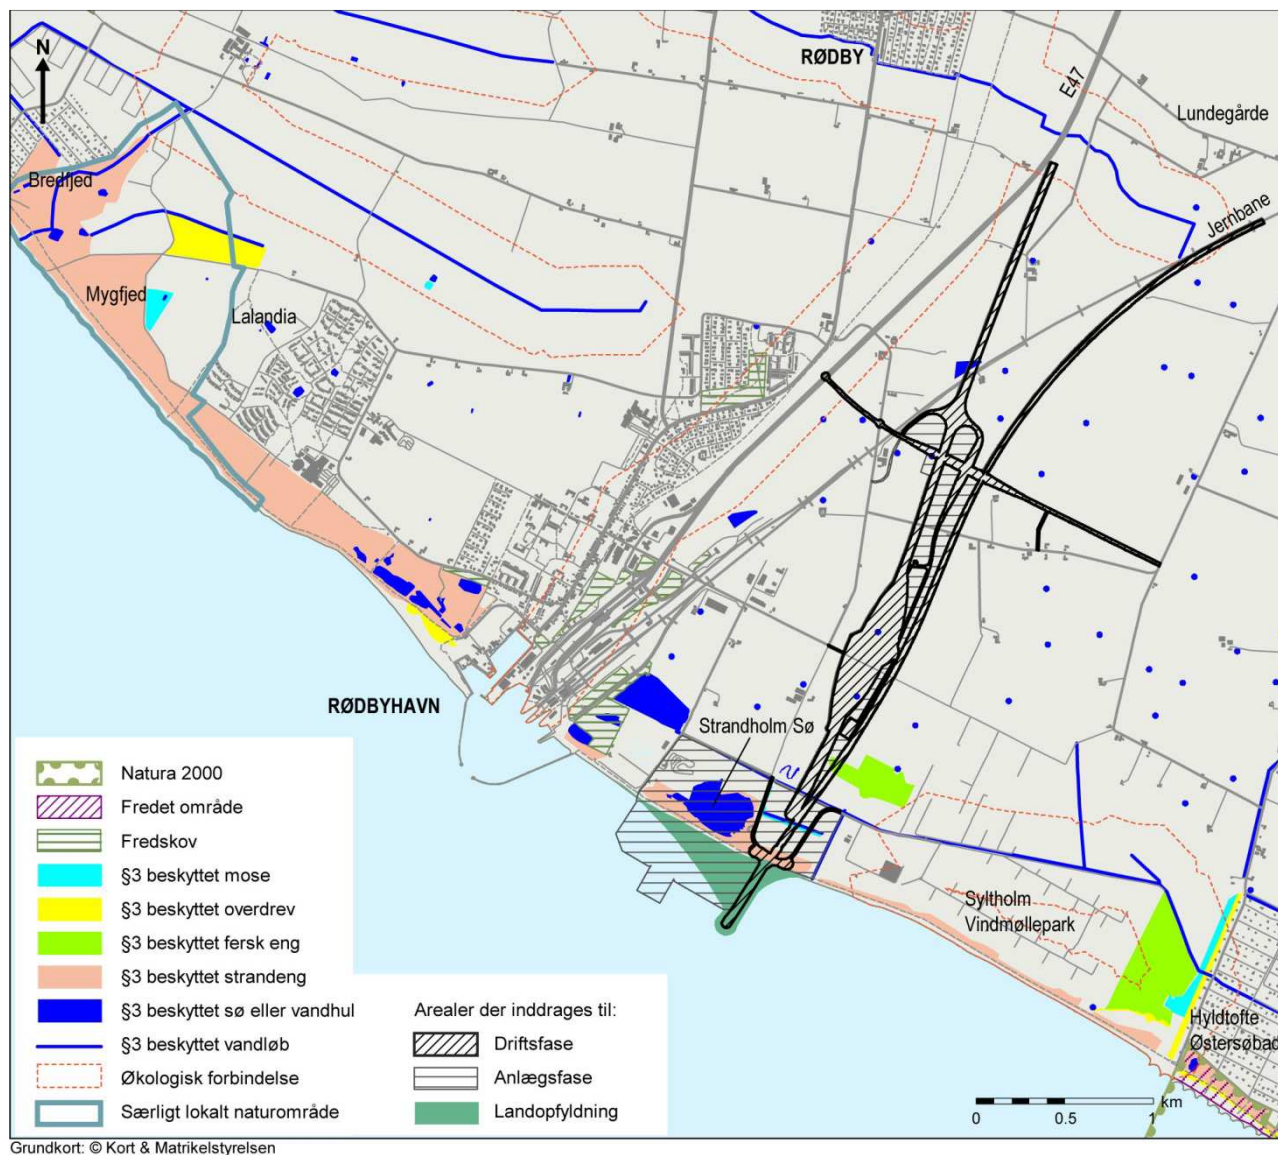 N
RØDBY
E47
Lundegårde
Bredfjed
Jernbane
Mygfjed
Lalandia
RØDBYHAVN
Strandholm Sø
Syltholm
Vindmøllepark
Hyldtofte
Østersøbad
Natura 2000
Fredet område
Fredskov
§3 beskyttet mose
§3 beskyttet overdrev
§3 beskyttet fersk eng
§3 beskyttet strandeng
§3 beskyttet sø eller vandhul
§3 beskyttet vandløb
Økologisk forbindelse
Særligt lokalt naturområde
Arealer der inddrages til:
Driftsfase
Anlægsfase
Landopfyldning
km
0 0.5 1
Grundkort: © Kort & Matrikelstyrelsen